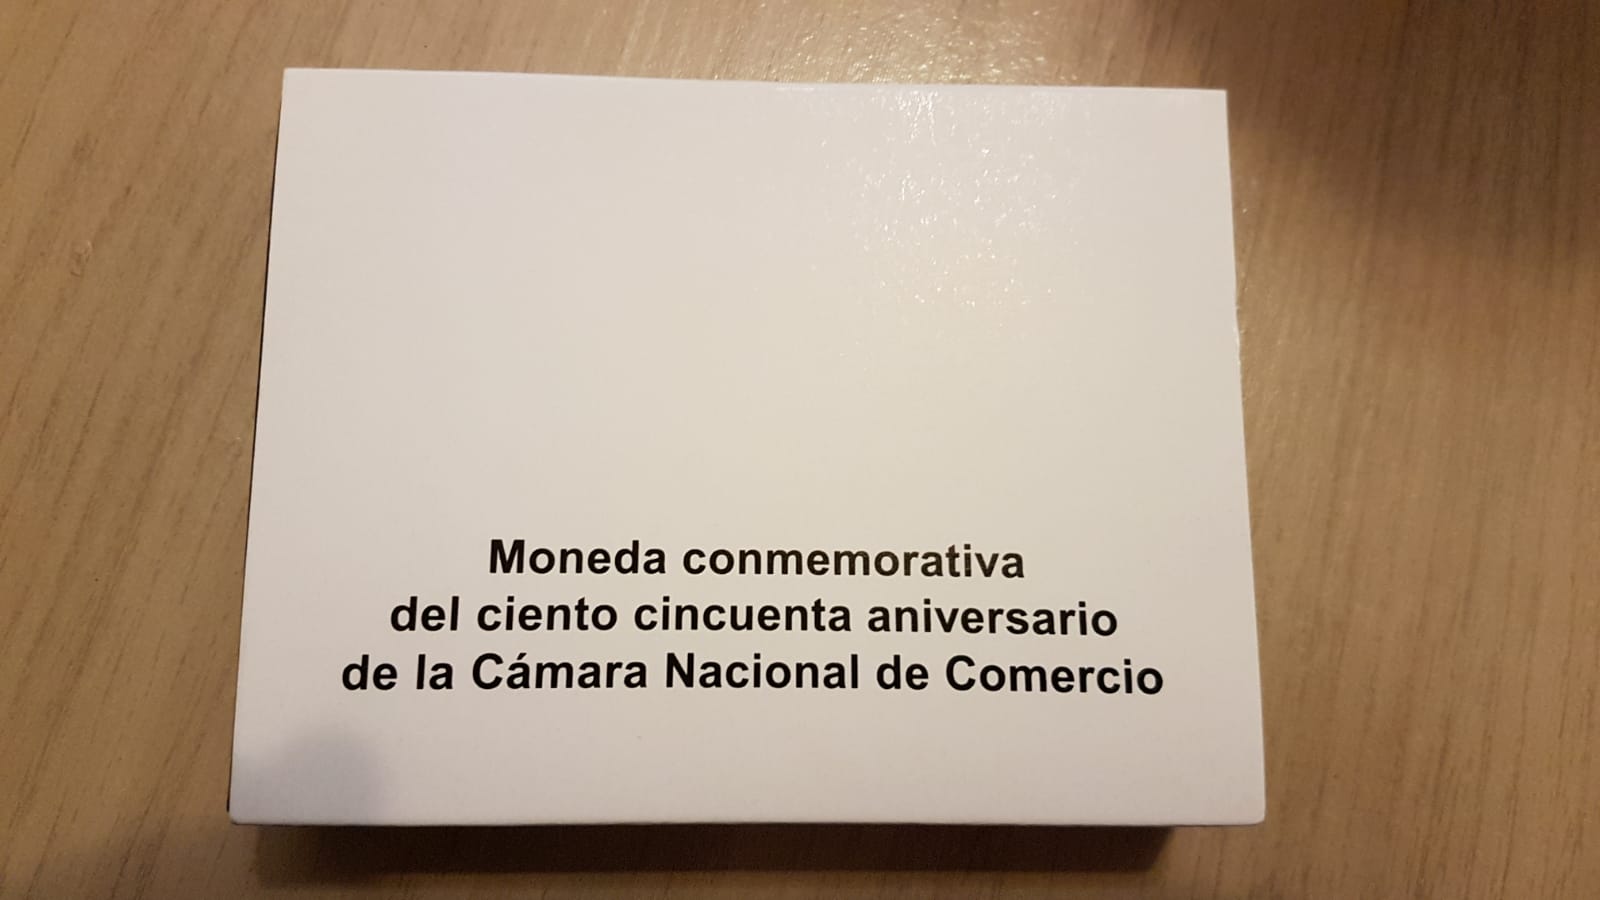 Moneda conmemorativa
del ciento cincuenta aniversario
de la Cámara Nacional de Comercio